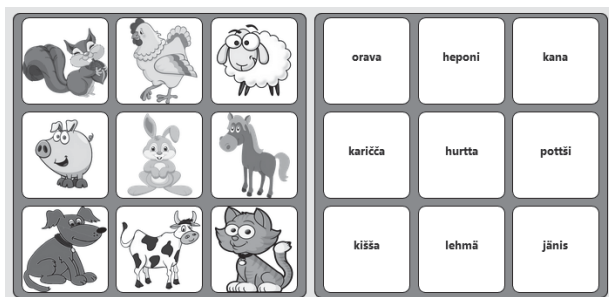 orava heponi kana
karičča hurtta pottši
kišša lehmä jänis